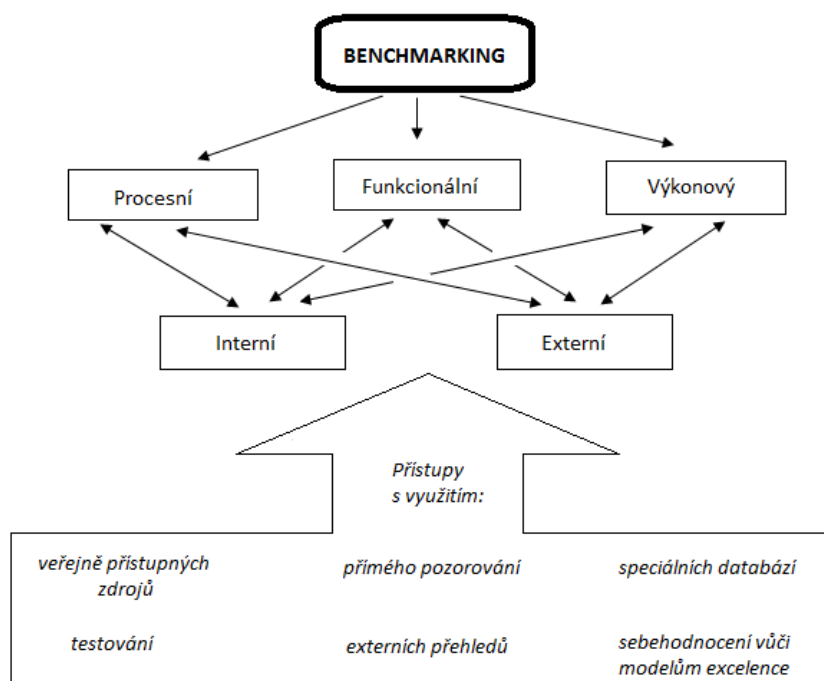 BENCHMARKING
Procesní
Funkcionální
Výkonový
Interní
Externí
Přístupy
s využitím:
veřejně přístupných
zdrojů
přímého pozorování
speciálních databází
testování
externích přehledů
sebehodnocení vůči
modelům excelence